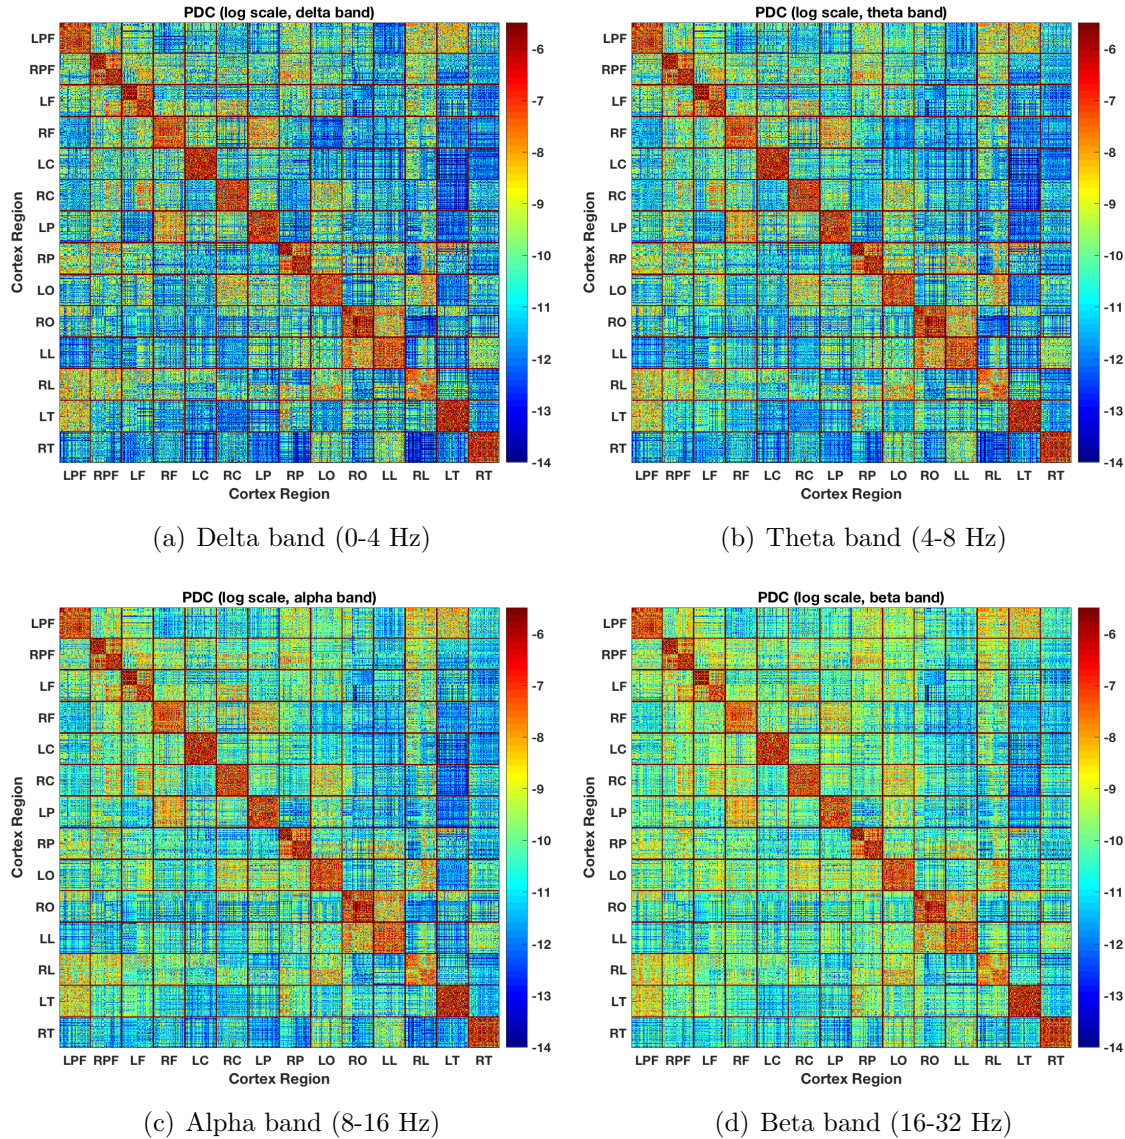 PDC (log scale, delta band)
LPF
RPF
LF
RF
LC
RC
LP
RP
LO
RO
LL
RL
LT
RT
Cortex Region
LPF RPF LF RF LC RC LP RP LO RO LL RL LT RT
Cortex Region
-6
-7
-8
-9
-10
-11
-12
-13
-14
(a) Delta band (0-4 Hz)
PDC (log scale, theta band)
LPF
RPF
LF
RF
LC
RC
LP
RP
LO
RO
LL
RL
LT
RT
Cortex Region
LPF RPF LF RF LC RC LP RP LO RO LL RL LT RT
Cortex Region
-6
-7
-8
-9
-10
-11
-12
-13
-14
(b) Theta band (4-8 Hz)
PDC (log scale, alpha band)
LPF
RPF
LF
RF
LC
RC
LP
RP
LO
RO
LL
RL
LT
RT
Cortex Region
LPF RPF LF RF LC RC LP RP LO RO LL RL LT RT
Cortex Region
-6
-7
-8
-9
-10
-11
-12
-13
-14
(c) Alpha band (8-16 Hz)
PDC (log scale, beta band)
LPF
RPF
LF
RF
LC
RC
LP
RP
LO
RO
LL
RL
LT
RT
Cortex Region
LPF RPF LF RF LC RC LP RP LO RO LL RL LT RT
Cortex Region
-6
-7
-8
-9
-10
-11
-12
-13
-14
(d) Beta band (16-32 Hz)